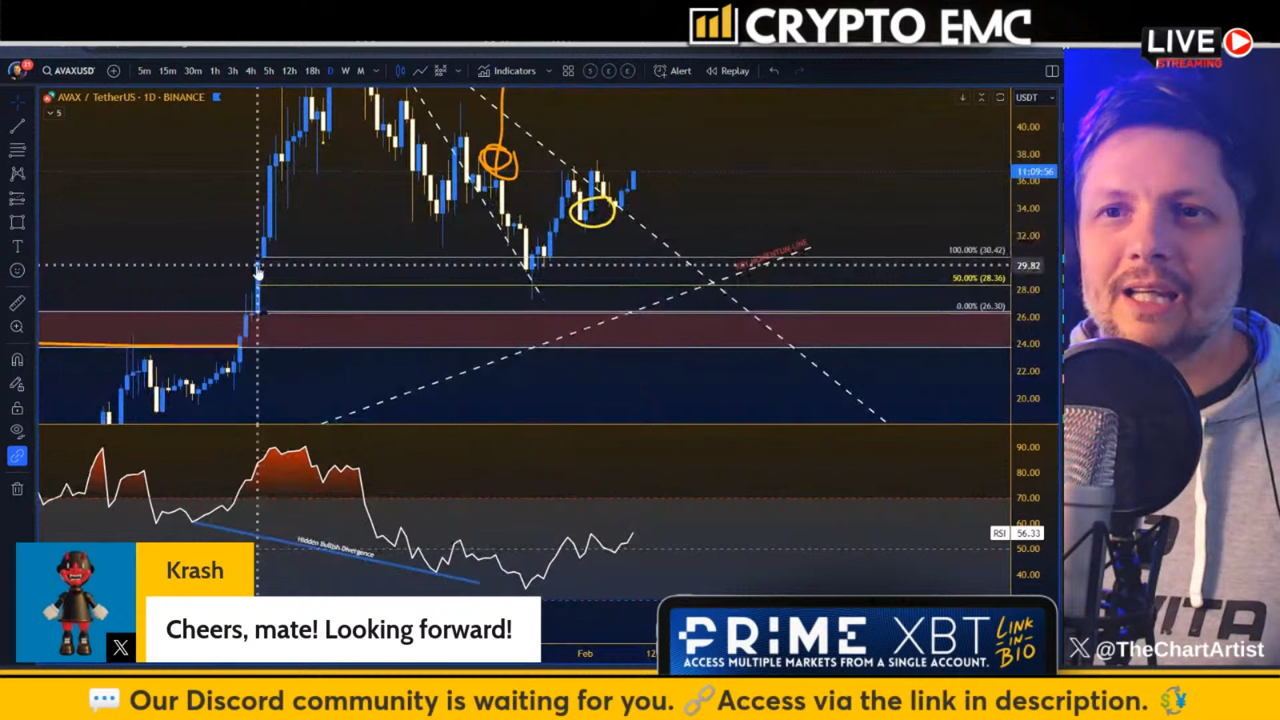 CRYPTO EMC
LIVE
STREAMING
AVAXUSD
5m 15m 30m 1h 3h 4h 5h 12h 18h D W M
Indicators
Alert
Replay
AVAX / TetherUS · 1D · BINANCE
5
USDT
40.00
38.00
11:09:56
36.00
34.00
32.00
100.00% (30.42)
29.82
50.00% (28.36)
28.00
0.00% (26.30)
26.00
24.00
22.00
20.00
90.00
80.00
70.00
60.00
RSI 56.33
50.00
40.00
Hidden Bullish Divergence
Feb
12
Krash
Cheers, mate! Looking forward!
PRIME XBT
LINK
IN
BIO
ACCESS MULTIPLE MARKETS FROM A SINGLE ACCOUNT.
@TheChartArtist
Our Discord community is waiting for you. Access via the link in description.